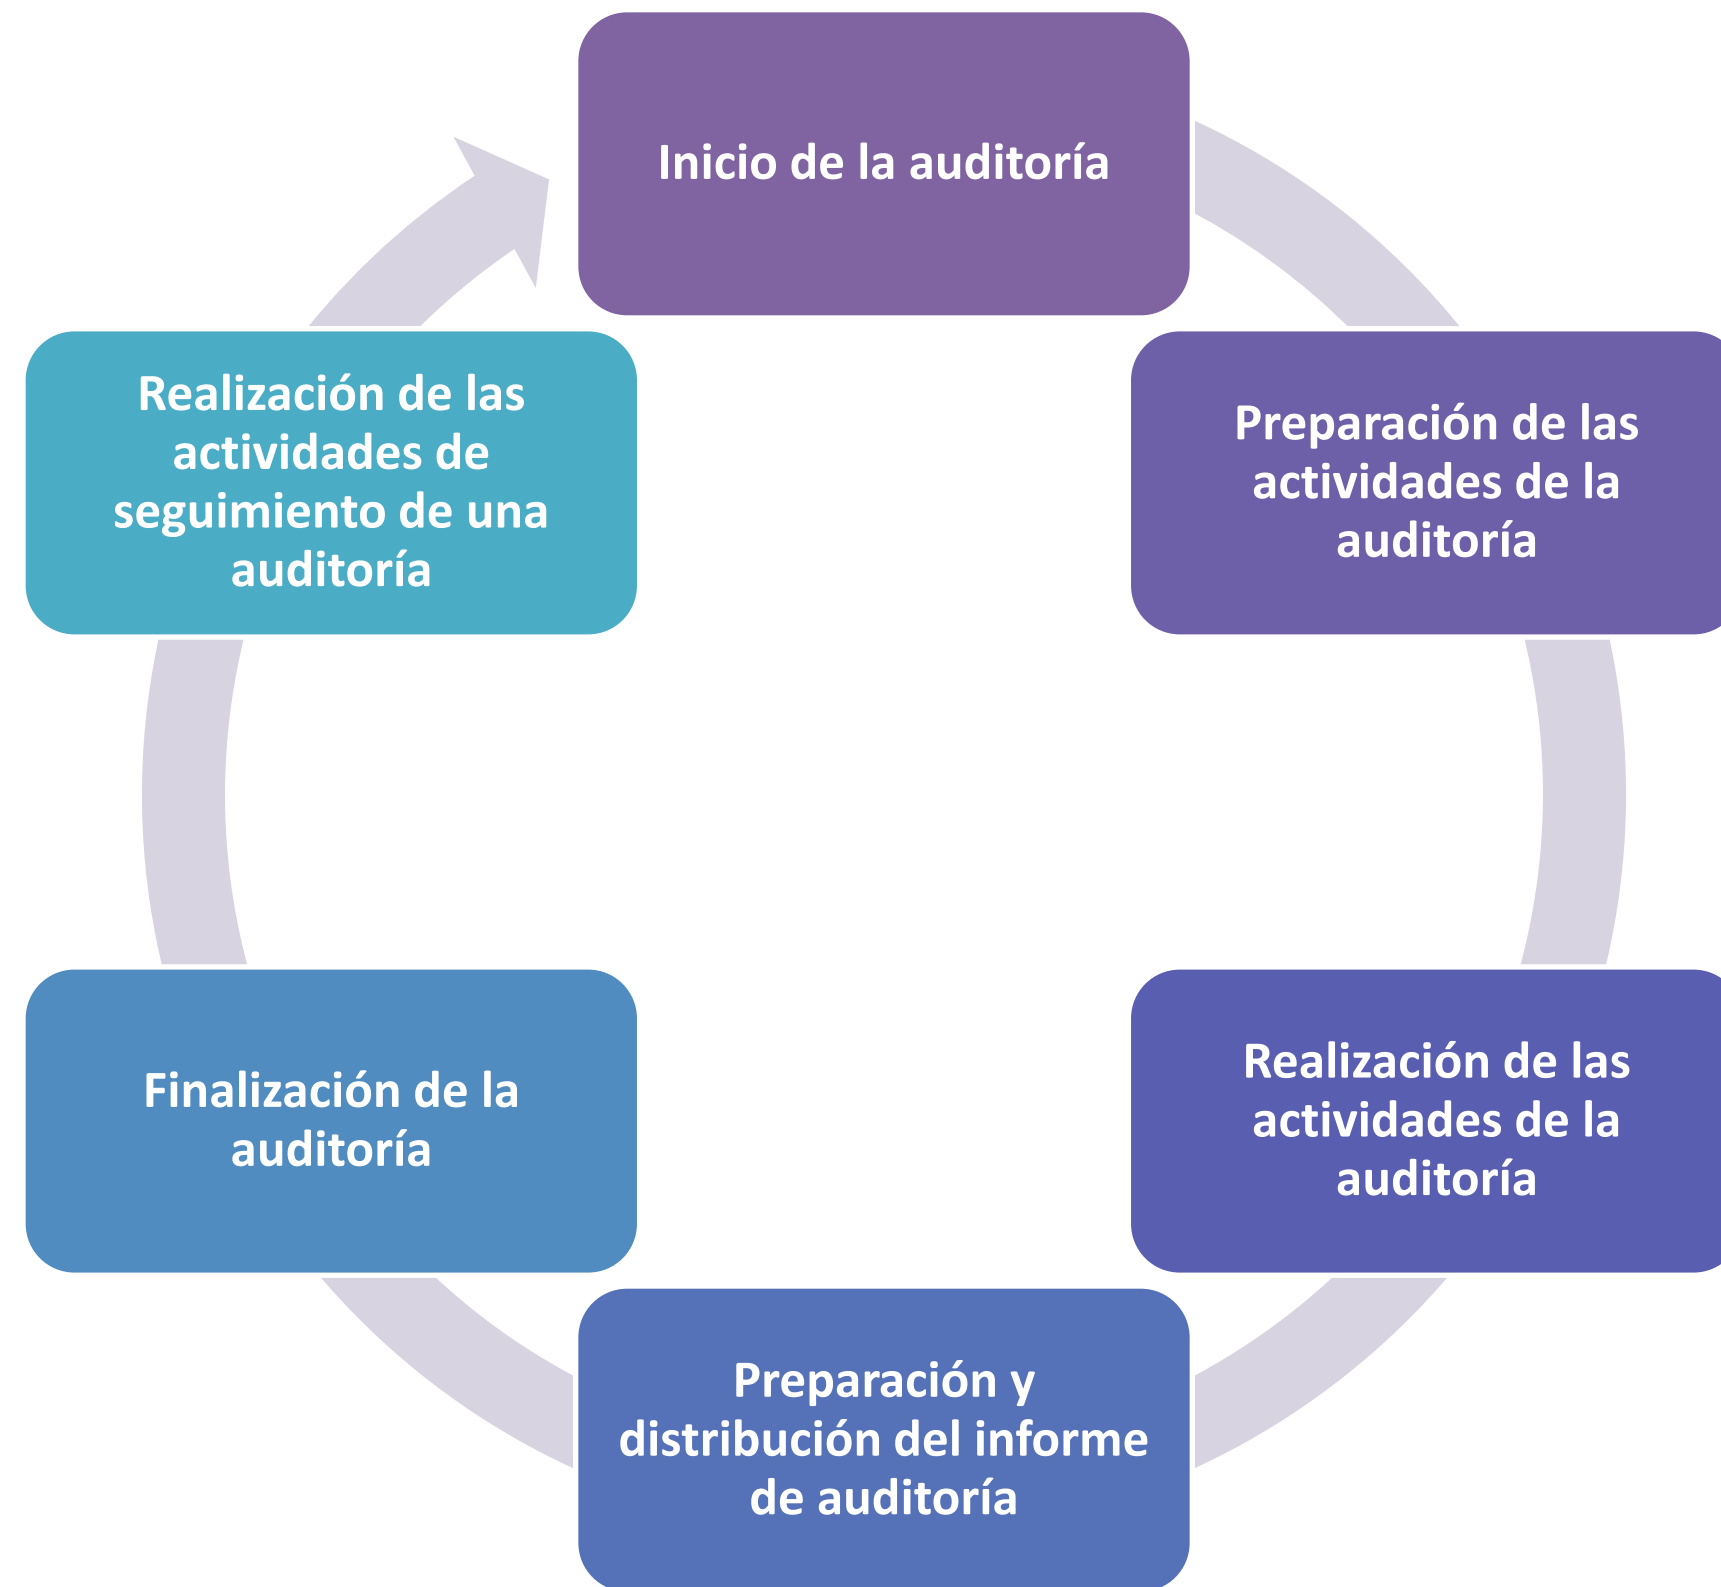 Inicio de la auditoría
Preparación de las
actividades de la
auditoría
Realización de las
actividades de la
auditoría
Preparación y
distribución del informe
de auditoría
Finalización de la
auditoría
Realización de las
actividades de
seguimiento de una
auditoría